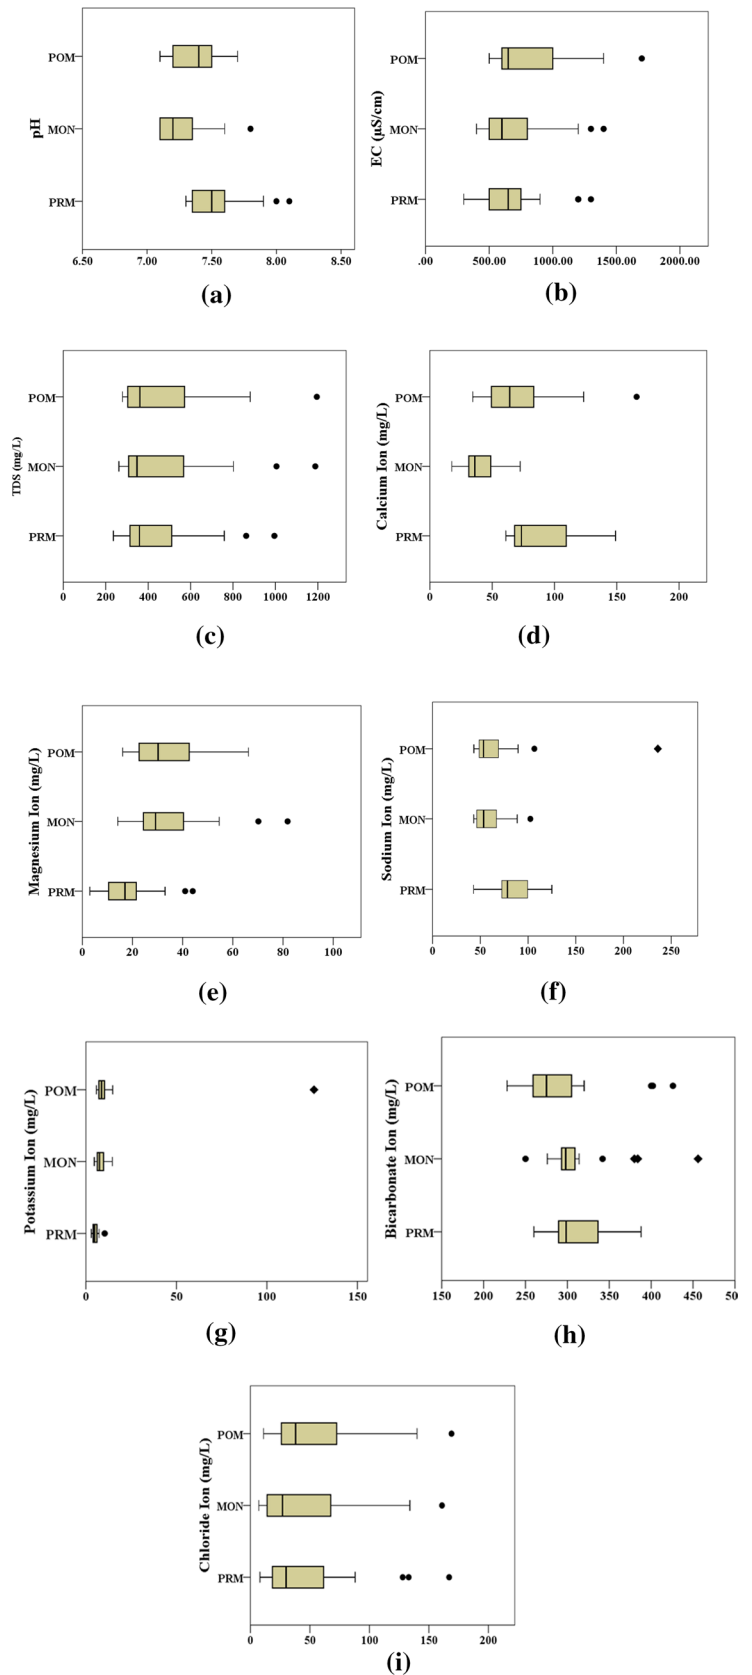 POM
MON
PRM
pH
6.50 7.00 7.50 8.00 8.50
(a)
POM
MON
PRM
EC (µS/cm)
.00 500.00 1000.00 1500.00 2000.00
(b)
POM
MON
PRM
TDS (mg/L)
0 200 400 600 800 1000 1200
(c)
POM
MON
PRM
Calcium Ion (mg/L)
0 50 100 150 200
(d)
POM
MON
PRM
Magnesium Ion (mg/L)
0 20 40 60 80 100
(e)
POM
MON
PRM
Sodium Ion (mg/L)
0 50 100 150 200 250
(f)
POM
MON
PRM
Potassium Ion (mg/L)
0 50 100 150
(g)
POM
MON
PRM
Bicarbonate Ion (mg/L)
150 200 250 300 350 400 450 50
(h)
POM
MON
PRM
Chloride Ion (mg/L)
0 50 100 150 200
(i)